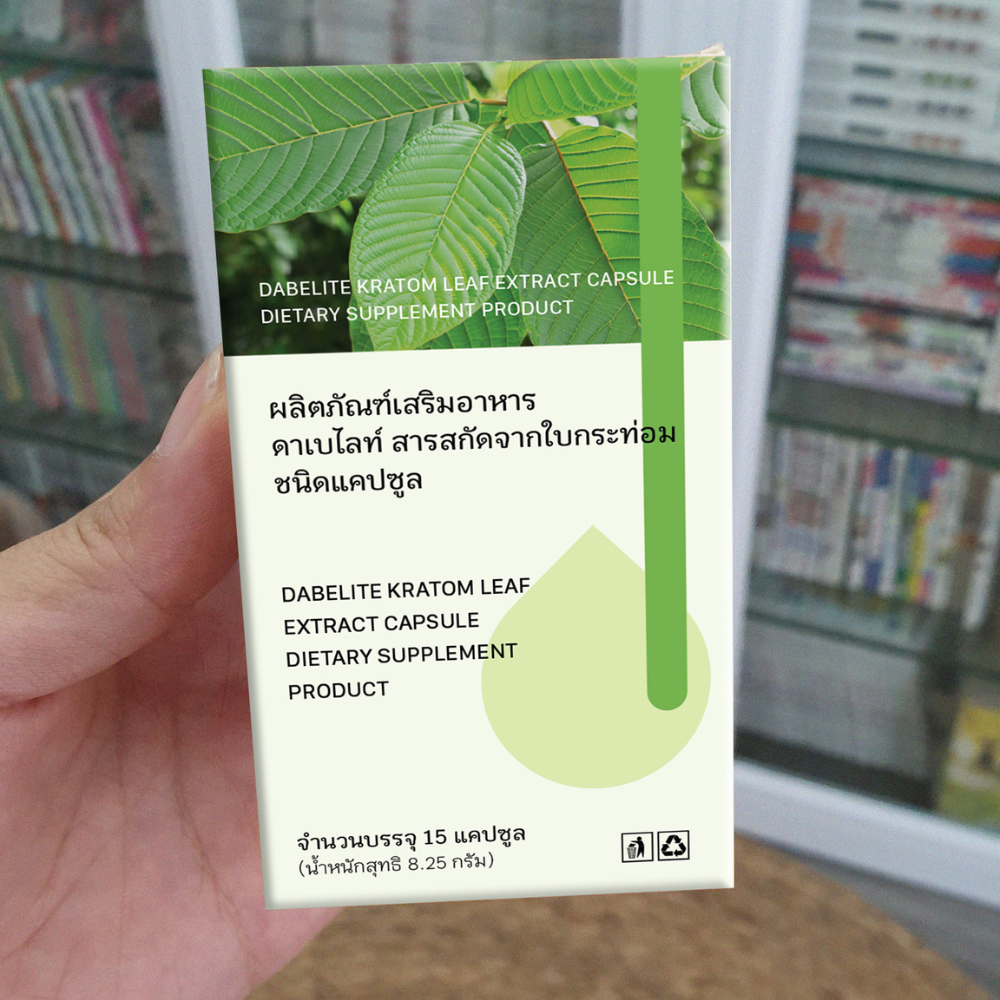 DABELITE KRATOM LEAF EXTRACT CAPSULE
DIETARY SUPPLEMENT PRODUCT
ผลิตภัณฑ์เสริมอาหาร
ดาเบไลท์ สารสกัดจากใบกระท่อม
ชนิดแคปซูล
DABELITE KRATOM LEAF
EXTRACT CAPSULE
DIETARY SUPPLEMENT
PRODUCT
จำนวนบรรจุ 15 แคปซูล
(น้ำหนักสุทธิ 8.25 กรัม)